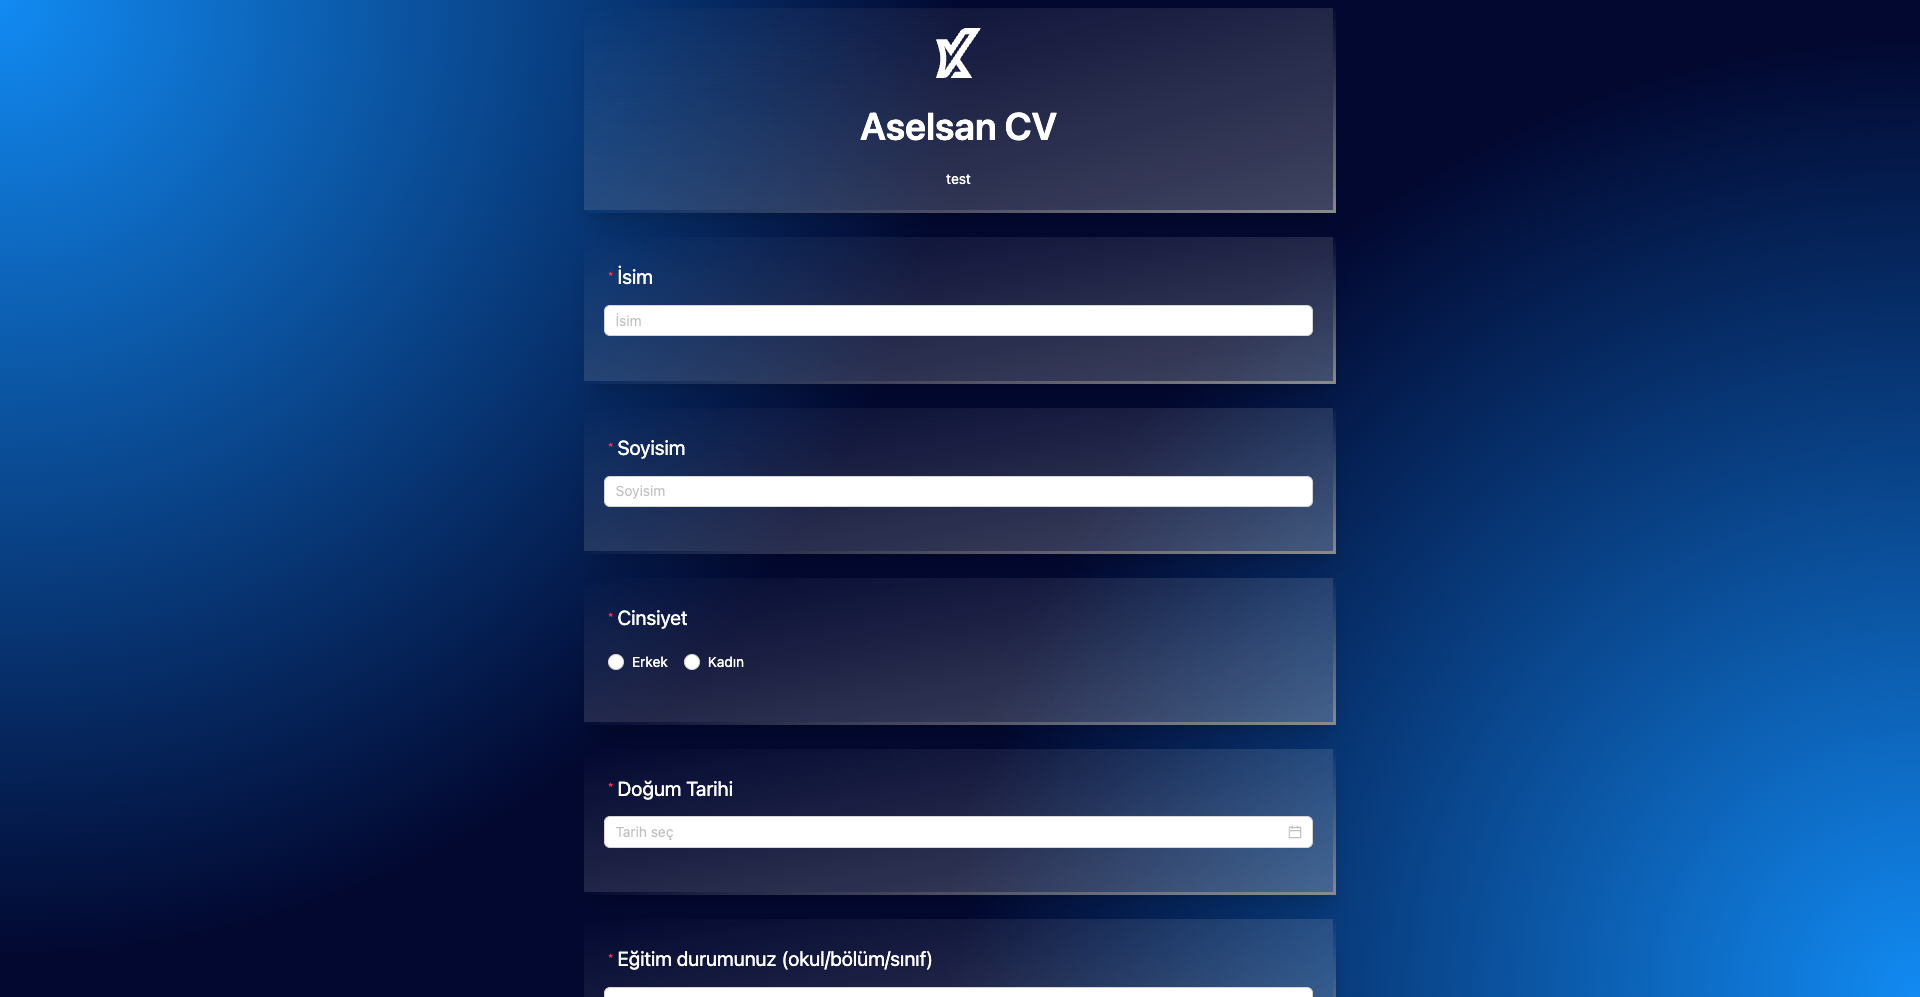 Aselsan CV
test
* İsim
İsim
* Soyisim
Soyisim
* Cinsiyet
Erkek Kadın
* Doğum Tarihi
Tarih seç
* Eğitim durumunuz (okul/bölüm/sınıf)